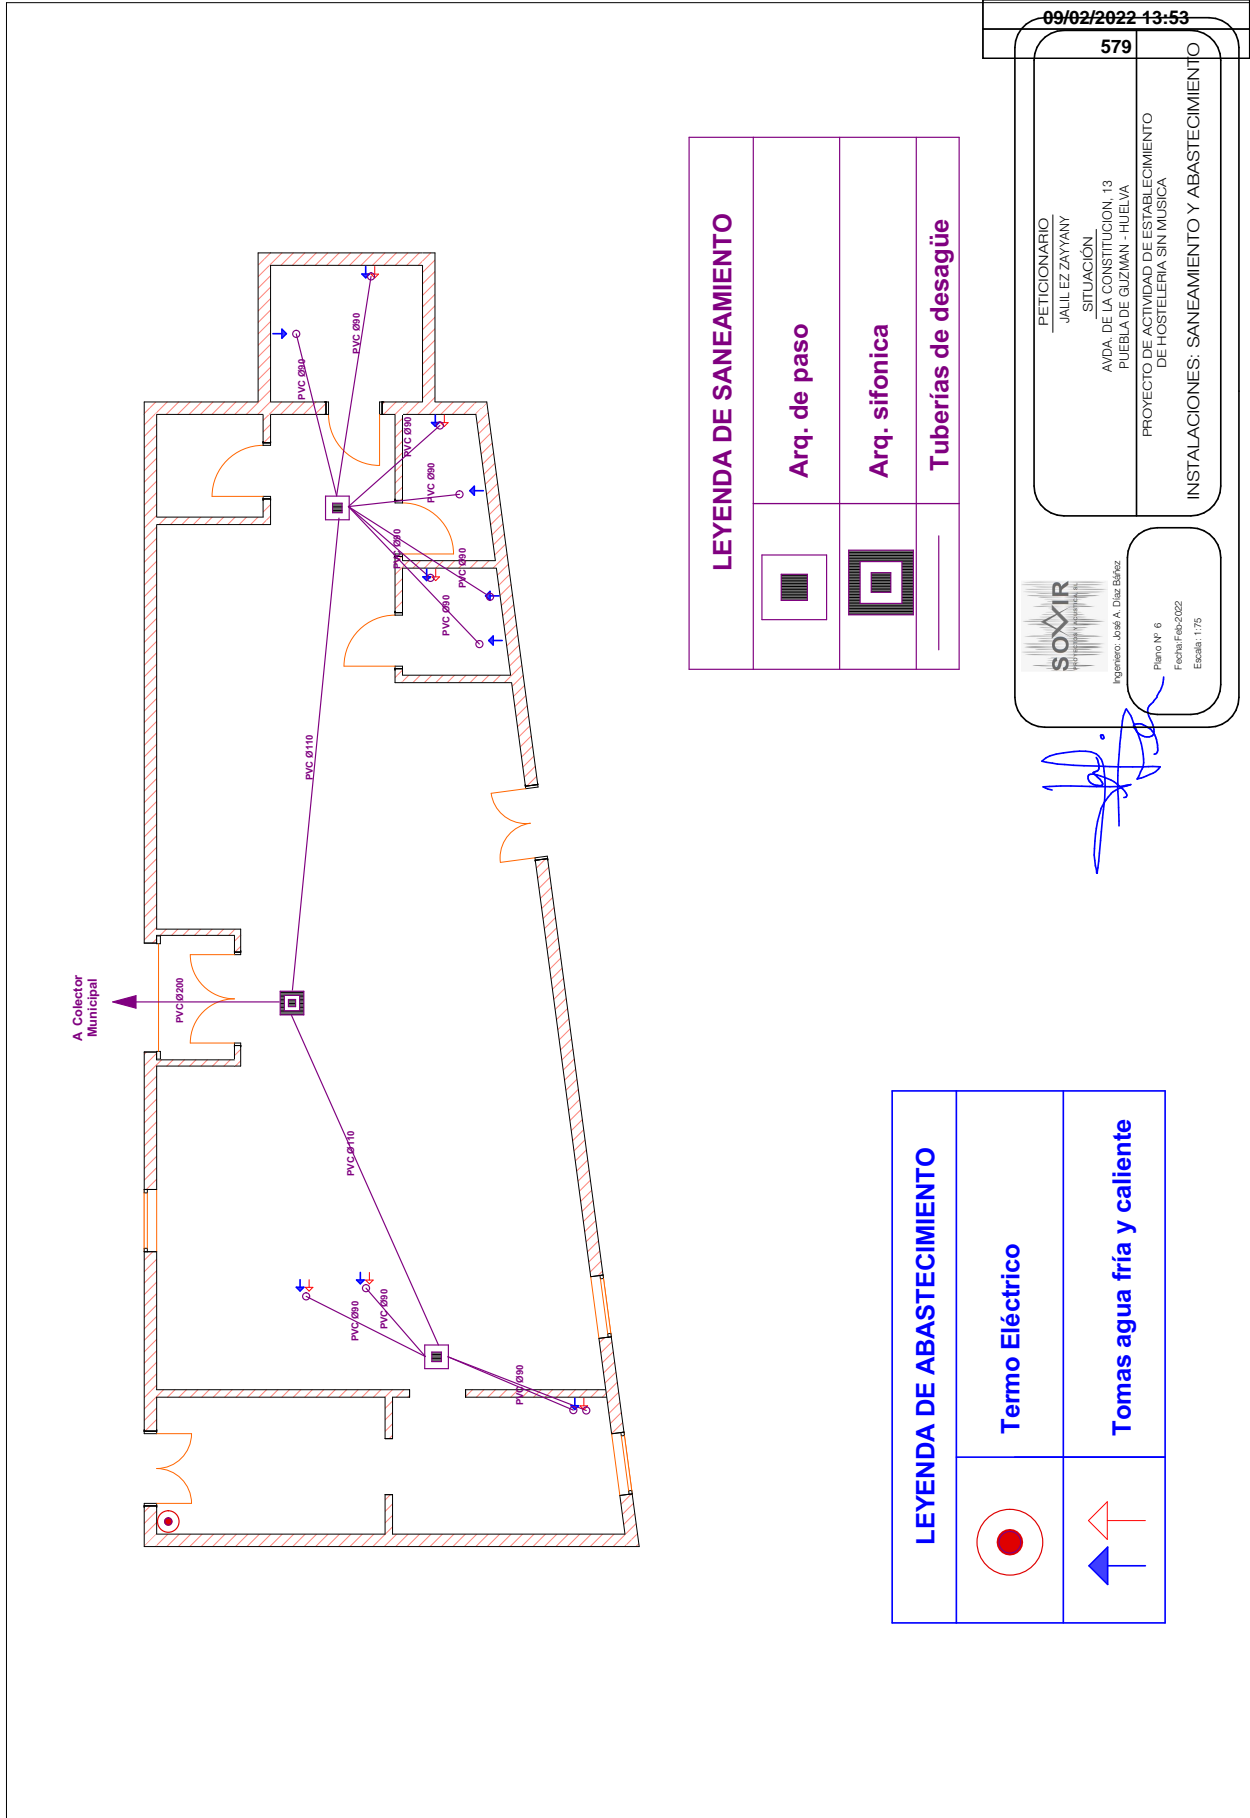 09/02/2022 13:53
579
PETICIONARIO
JALIL EZ ZAYYANY
SITUACIÓN
AVDA. DE LA CONSTITUCION, 13
PUEBLA DE GUZMAN - HUELVA
PROYECTO DE ACTIVIDAD DE ESTABLECIMIENTO
DE HOSTELERIA SIN MUSICA
INSTALACIONES: SANEAMIENTO Y ABASTECIMIENTO
Ingeniero: José A. Díaz Báñez
Plano Nº 6
Fecha:Feb-2022
Escala: 1:75
LEYENDA DE SANEAMIENTO
Arq. de paso
Arq. sifonica
Tuberías de desagüe
LEYENDA DE ABASTECIMIENTO
Termo Eléctrico
Tomas agua fría y caliente
A Colector
Municipal
PVC Ø200
PVC Ø110
PVC Ø110
PVC Ø90
PVC Ø90
PVC Ø90
PVC Ø90
PVC Ø90
PVC Ø90
PVC Ø90
PVC Ø90
PVC Ø90
PVC Ø90